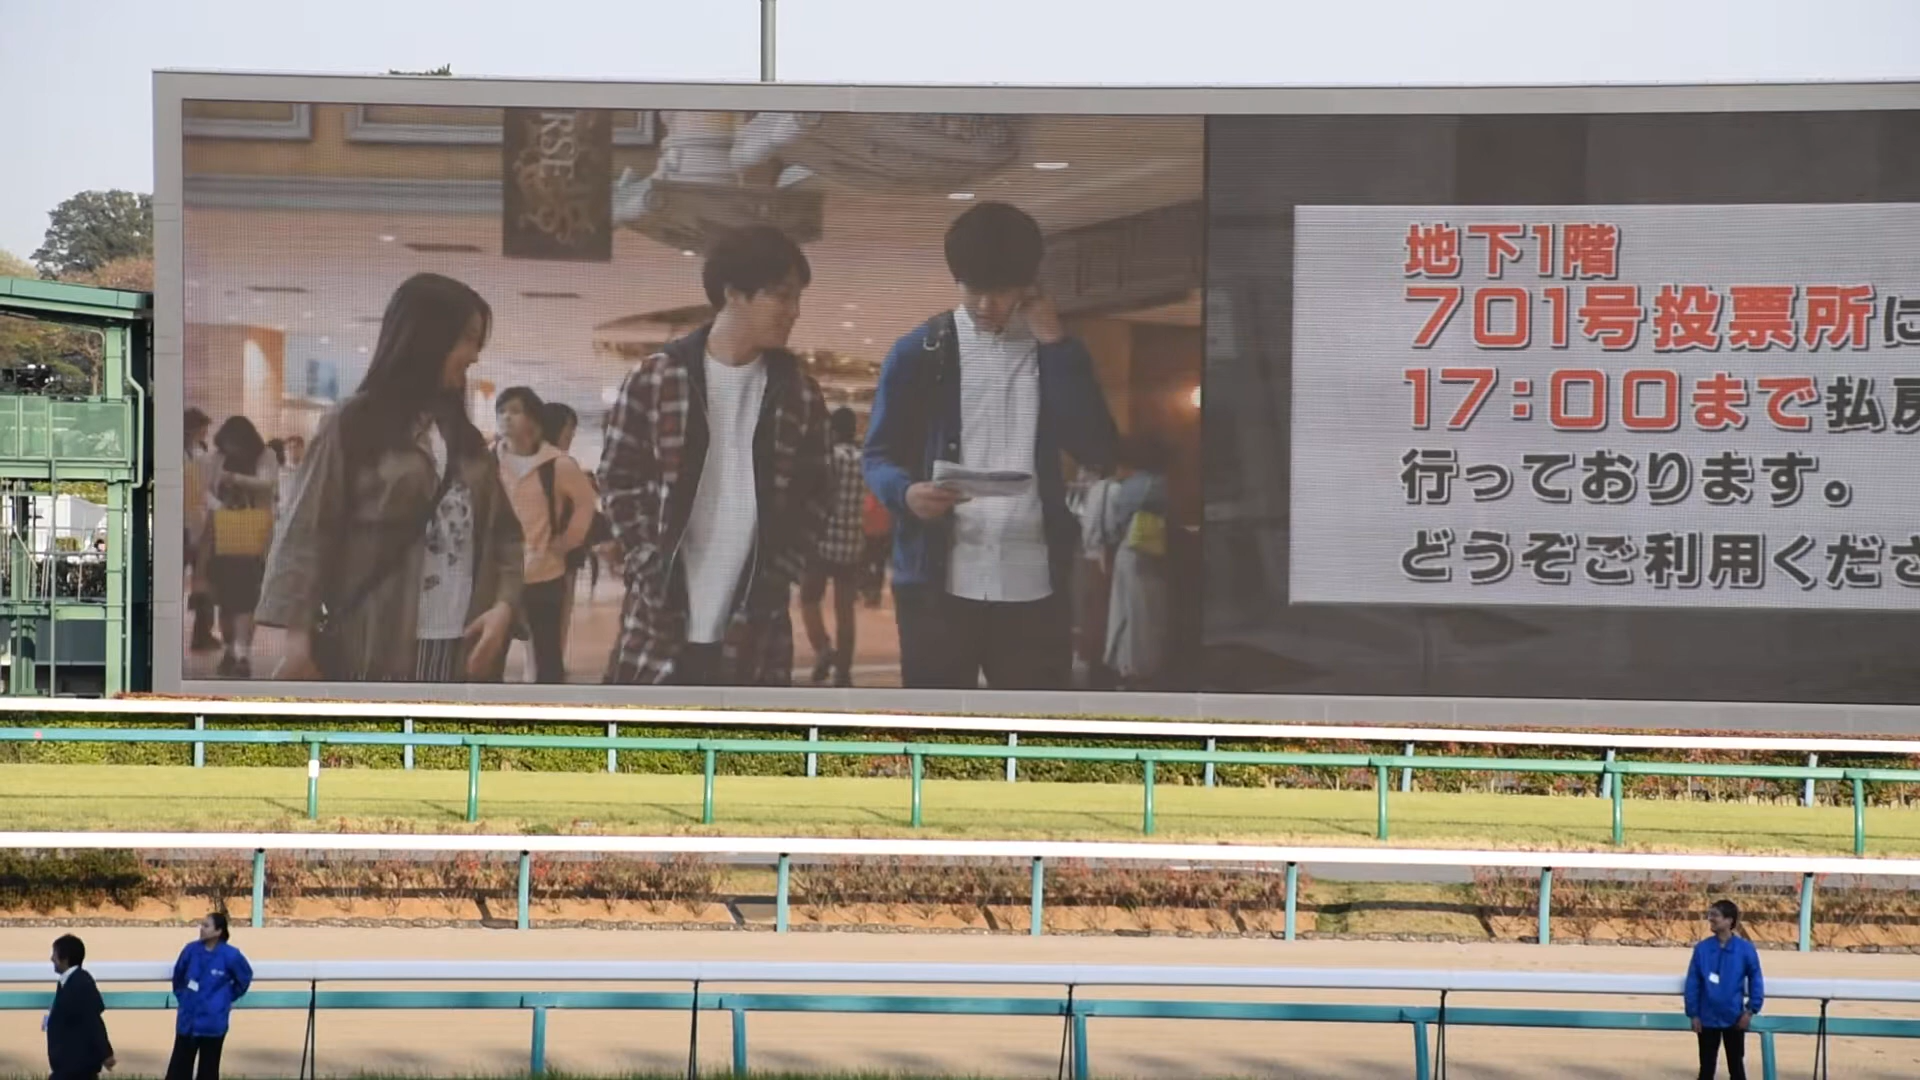 RSE
地下1階
701号投票所に
17:00まで払戻
行っております。
どうぞご利用くださ